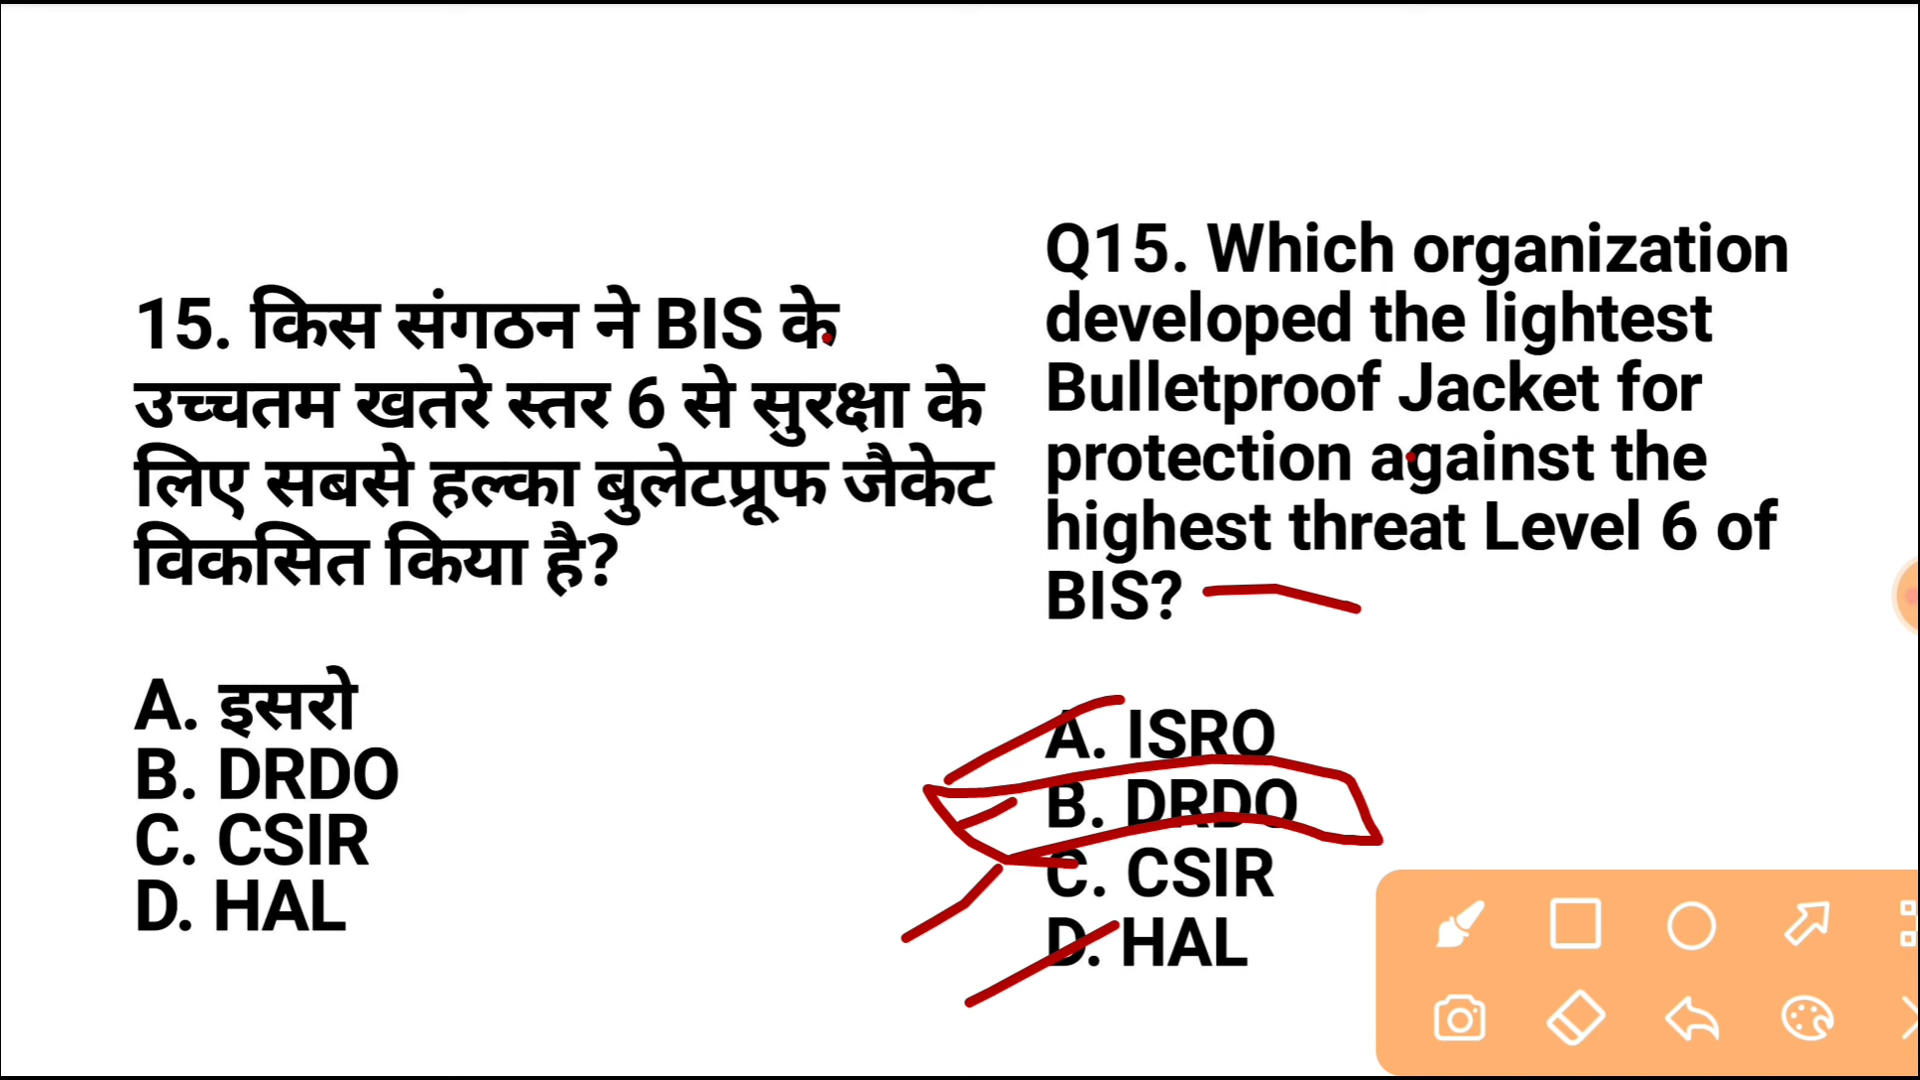 15. किस संगठन ने BIS के
उच्चतम खतरे स्तर 6 से सुरक्षा के
लिए सबसे हल्का बुलेटप्रूफ जैकेट
विकसित किया है?
A. इसरो
B. DRDO
C. CSIR
D. HAL
Q15. Which organization
developed the lightest
Bulletproof Jacket for
protection against the
highest threat Level 6 of
BIS?
A. ISRO
B. DRDO
C. CSIR
D. HAL